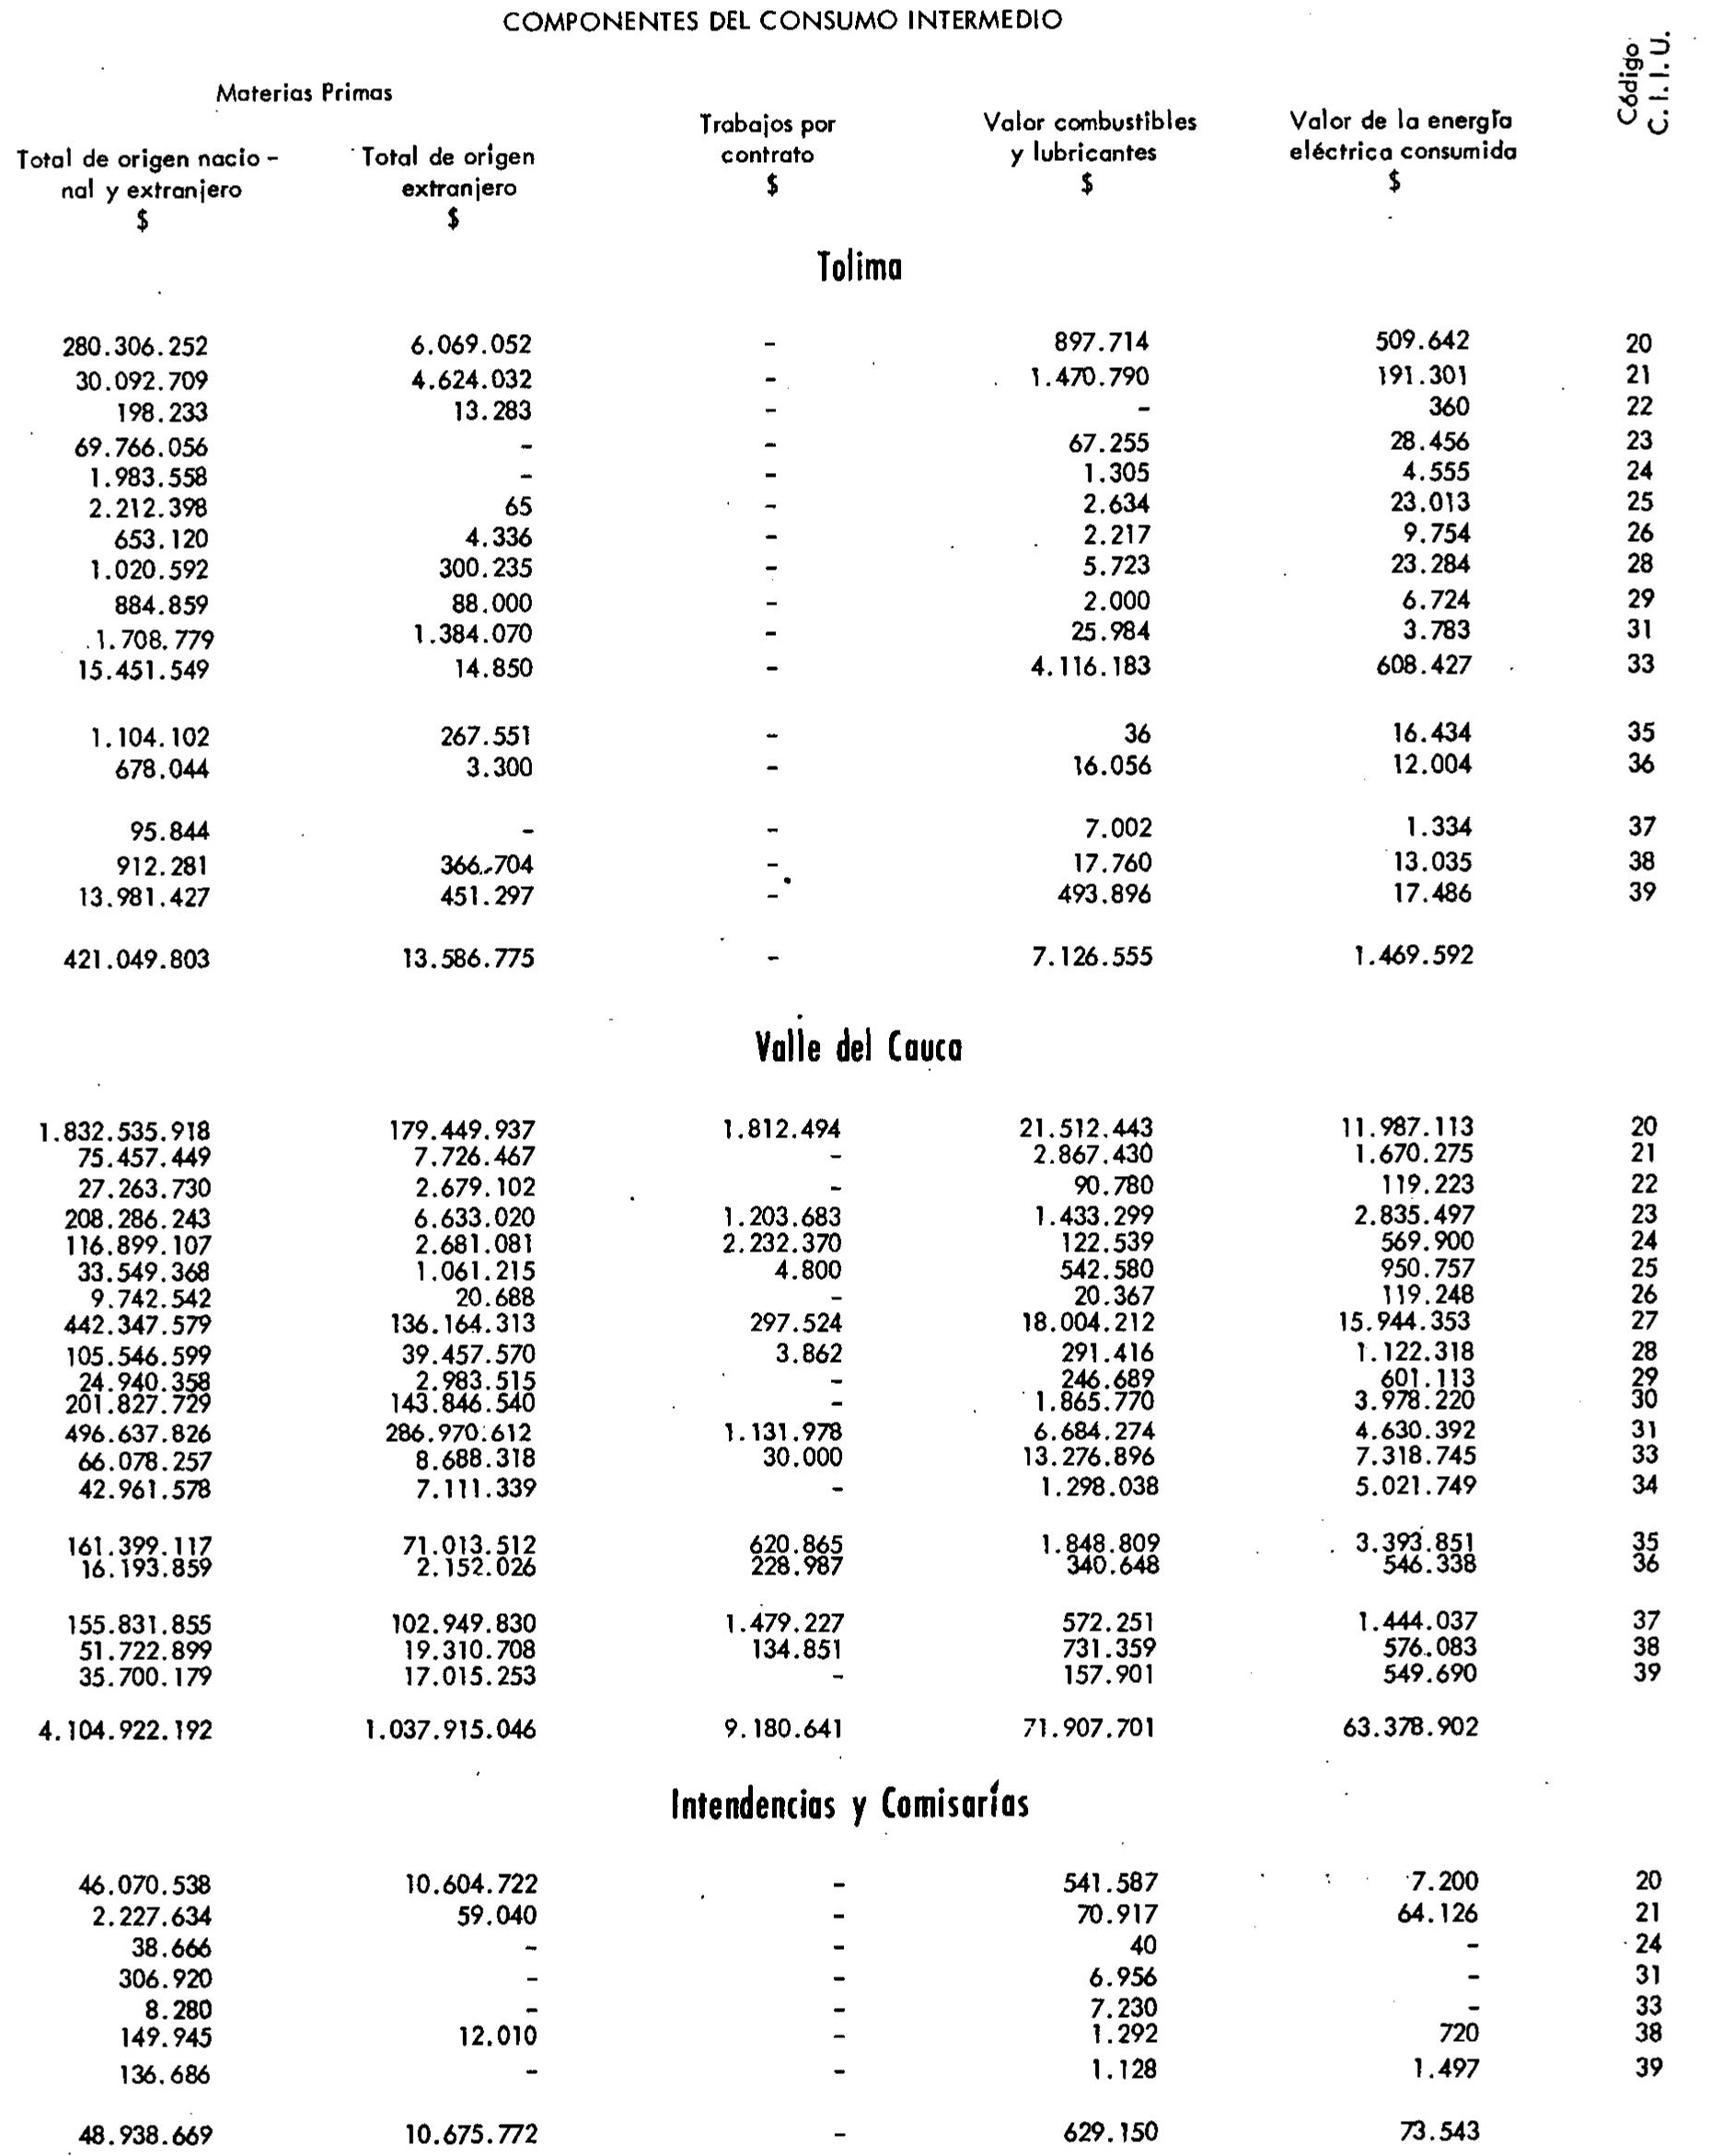 COMPONENTES DEL CONSUMO INTERMEDIO
Código
C. I. I. U.
Materias Primas
Trabajos por Valor combustibles Valor de la energía
Total de origen nacio - Total de origen contrato y lubricantes eléctrica consumida
nal y extranjero extranjero $ $ $
$ $
Tolima
280.306.252 6.069.052 - 897.714 509.642 20
30.092.709 4.624.032 - 1.470.790 191.301 21
198.233 13.283 - - 360 22
69.766.056 - - 67.255 28.456 23
1.983.558 - - 1.305 4.555 24
2.212.398 65 - 2.634 23.013 25
653.120 4.336 - 2.217 9.754 26
1.020.592 300.235 - 5.723 23.284 28
884.859 88.000 - 2.000 6.724 29
1.708.779 1.384.070 - 25.984 3.783 31
15.451.549 14.850 - 4.116.183 608.427 33
1.104.102 267.551 - 36 16.434 35
678.044 3.300 - 16.056 12.004 36
95.844 - - 7.002 1.334 37
912.281 366.704 - 17.760 13.035 38
13.981.427 451.297 - 493.896 17.486 39
421.049.803 13.586.775 - 7.126.555 1.469.592
Valle del Cauca
1.832.535.918 179.449.937 1.812.494 21.512.443 11.987.113 20
75.457.449 7.726.467 - 2.867.430 1.670.275 21
27.263.730 2.679.102 - 90.780 119.223 22
208.286.243 6.633.020 1.203.683 1.433.299 2.835.497 23
116.899.107 2.681.081 2.232.370 122.539 569.900 24
33.549.368 1.061.215 4.800 542.580 950.757 25
9.742.542 20.688 - 20.367 119.248 26
442.347.579 136.164.313 297.524 18.004.212 15.944.353 27
105.546.599 39.457.570 3.862 291.416 1.122.318 28
24.940.358 2.983.515 - 246.689 601.113 29
201.827.729 143.846.540 - 1.865.770 3.978.220 30
496.637.826 286.970.612 1.131.978 6.684.274 4.630.392 31
66.078.257 8.688.318 30.000 13.276.896 7.318.745 33
42.961.578 7.111.339 - 1.298.038 5.021.749 34
161.399.117 71.013.512 620.865 1.848.809 3.393.851 35
16.193.859 2.152.026 228.987 340.648 546.338 36
155.831.855 102.949.830 1.479.227 572.251 1.444.037 37
51.722.899 19.310.708 134.851 731.359 576.083 38
35.700.179 17.015.253 - 157.901 549.690 39
4.104.922.192 1.037.915.046 9.180.641 71.907.701 63.378.902
Intendencias y Comisarías
46.070.538 10.604.722 - 541.587 7.200 20
2.227.634 59.040 - 70.917 64.126 21
38.666 - - 40 - 24
306.920 - - 6.956 - 31
8.280 - - 7.230 - 33
149.945 12.010 - 1.292 720 38
136.686 - - 1.128 1.497 39
48.938.669 10.675.772 - 629.150 73.543